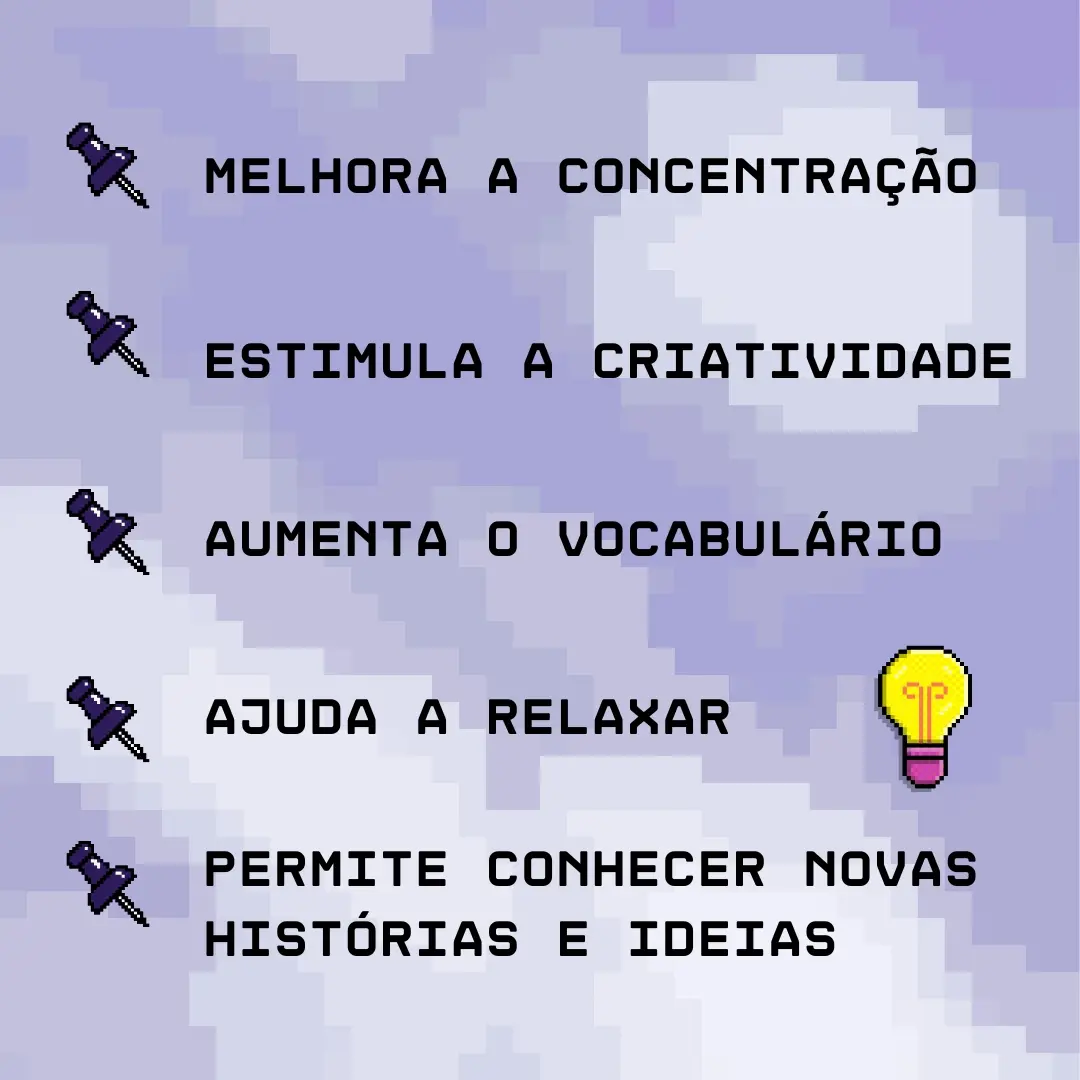 MELHORA A CONCENTRAÇÃO
ESTIMULA A CRIATIVIDADE
AUMENTA O VOCABULÁRIO
AJUDA A RELAXAR
PERMITE CONHECER NOVAS
HISTÓRIAS E IDEIAS